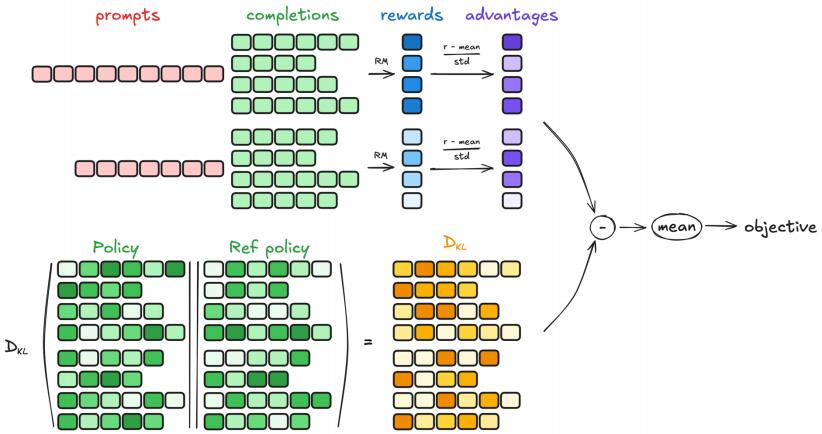 prompts
completions
rewards
advantages
RM
r - mean
std
RM
r - mean
std
-
mean
objective
Policy
Ref policy
DKL
DKL
=